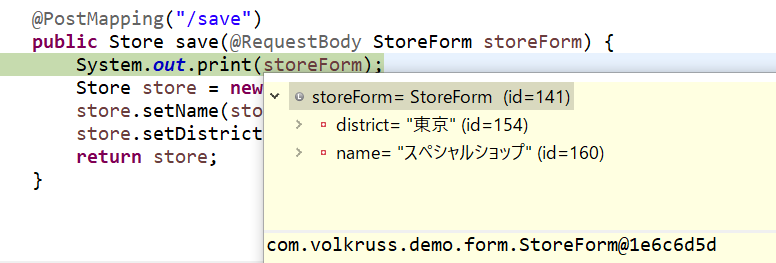 @PostMapping("/save")
public Store save(@RequestBody StoreForm storeForm) {
System.out.print(storeForm);
Store store = new
store.setName(sto
store.setDistrict
return store;
}
storeForm= StoreForm (id=141)
district= "東京" (id=154)
name= "スペシャルショップ" (id=160)
com.volkruss.demo.form.StoreForm@1e6c6d5d